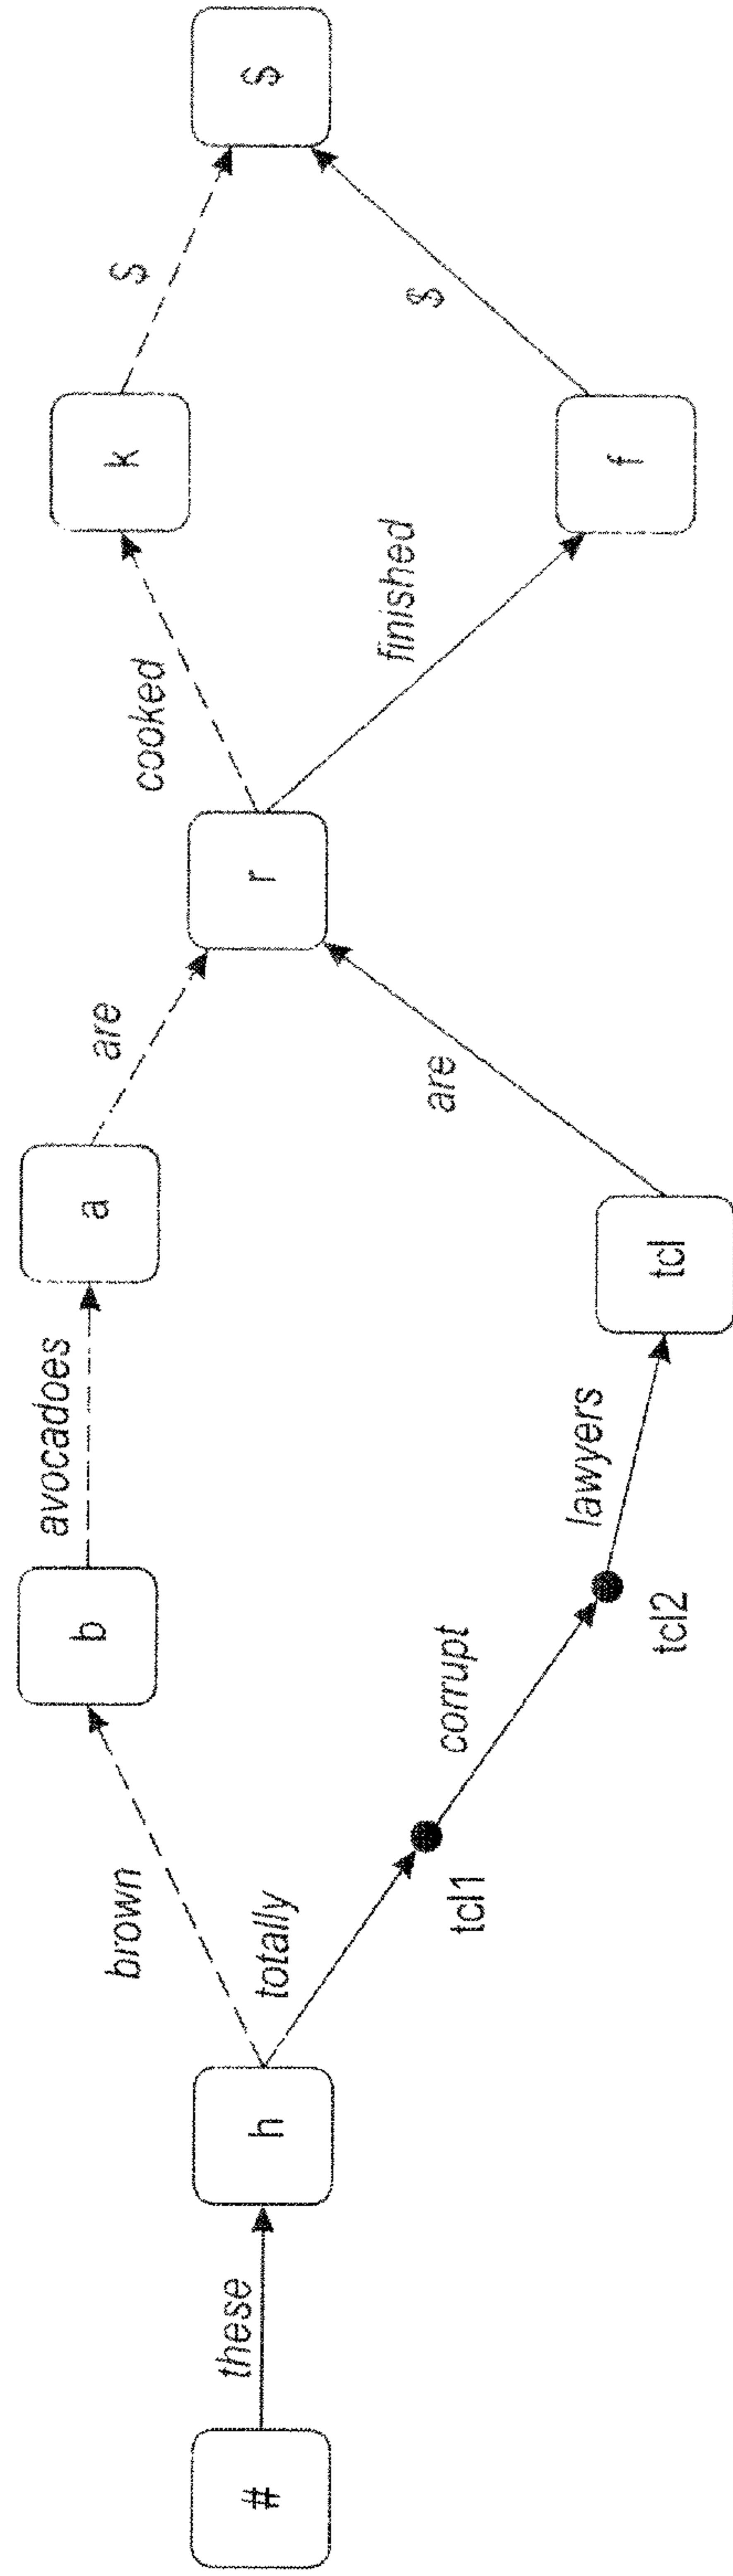 #
these
h
brown
totally
b
tcl1
corrupt
tcl2
avocadoes
lawyers
a
tcl
are
are
r
cooked
finished
k
f
$
$
$